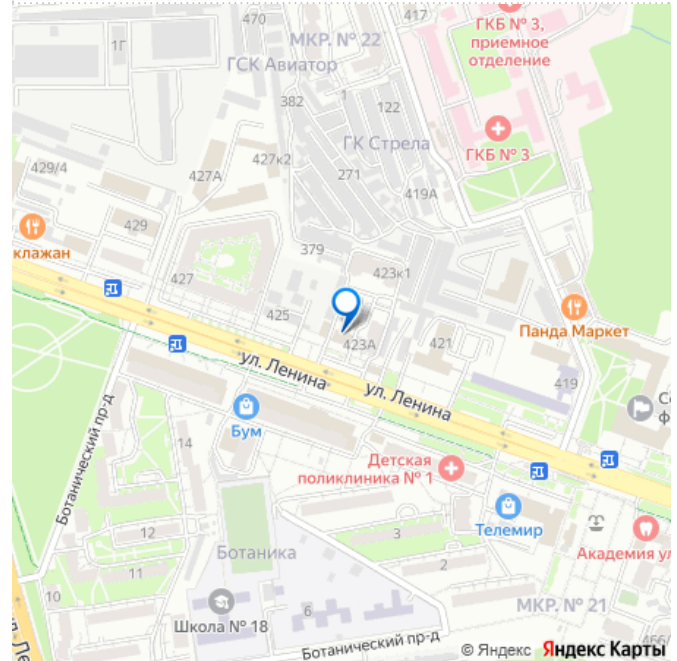 470
417
ГКБ № 3,
приемное
отделение
1Г
МКР. № 22
ГСК Авиатор
382
1
122
ГКБ № 3
ГК Стрела
427к2
429/4
427А
271
419А
429
клажан
379
423к1
427
425
Панда Маркет
423А
421
ул. Ленина
ул. Ленина
419
Ботанический пр-д
Бум
Детская
поликлиника № 1
14
Телемир
12
3
Академия ул
Ботаника
11
2
10
6
МКР. № 21
Школа № 18
ул. Ле
Ботанический пр-д
© Яндекс Яндекс Карты